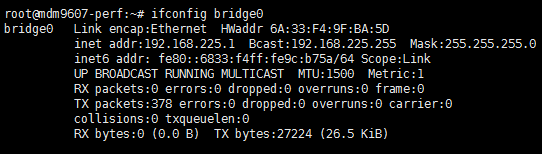 root@mdm9607-perf:~# ifconfig bridge0
bridge0   Link encap:Ethernet  HWaddr 6A:33:F4:9F:BA:5D
          inet addr:192.168.225.1  Bcast:192.168.225.255  Mask:255.255.255.0
          inet6 addr: fe80::6833:f4ff:fe9c:b75a/64 Scope:Link
          UP BROADCAST RUNNING MULTICAST  MTU:1500  Metric:1
          RX packets:0 errors:0 dropped:0 overruns:0 frame:0
          TX packets:378 errors:0 dropped:0 overruns:0 carrier:0
          collisions:0 txqueuelen:0
          RX bytes:0 (0.0 B)  TX bytes:27224 (26.5 KiB)